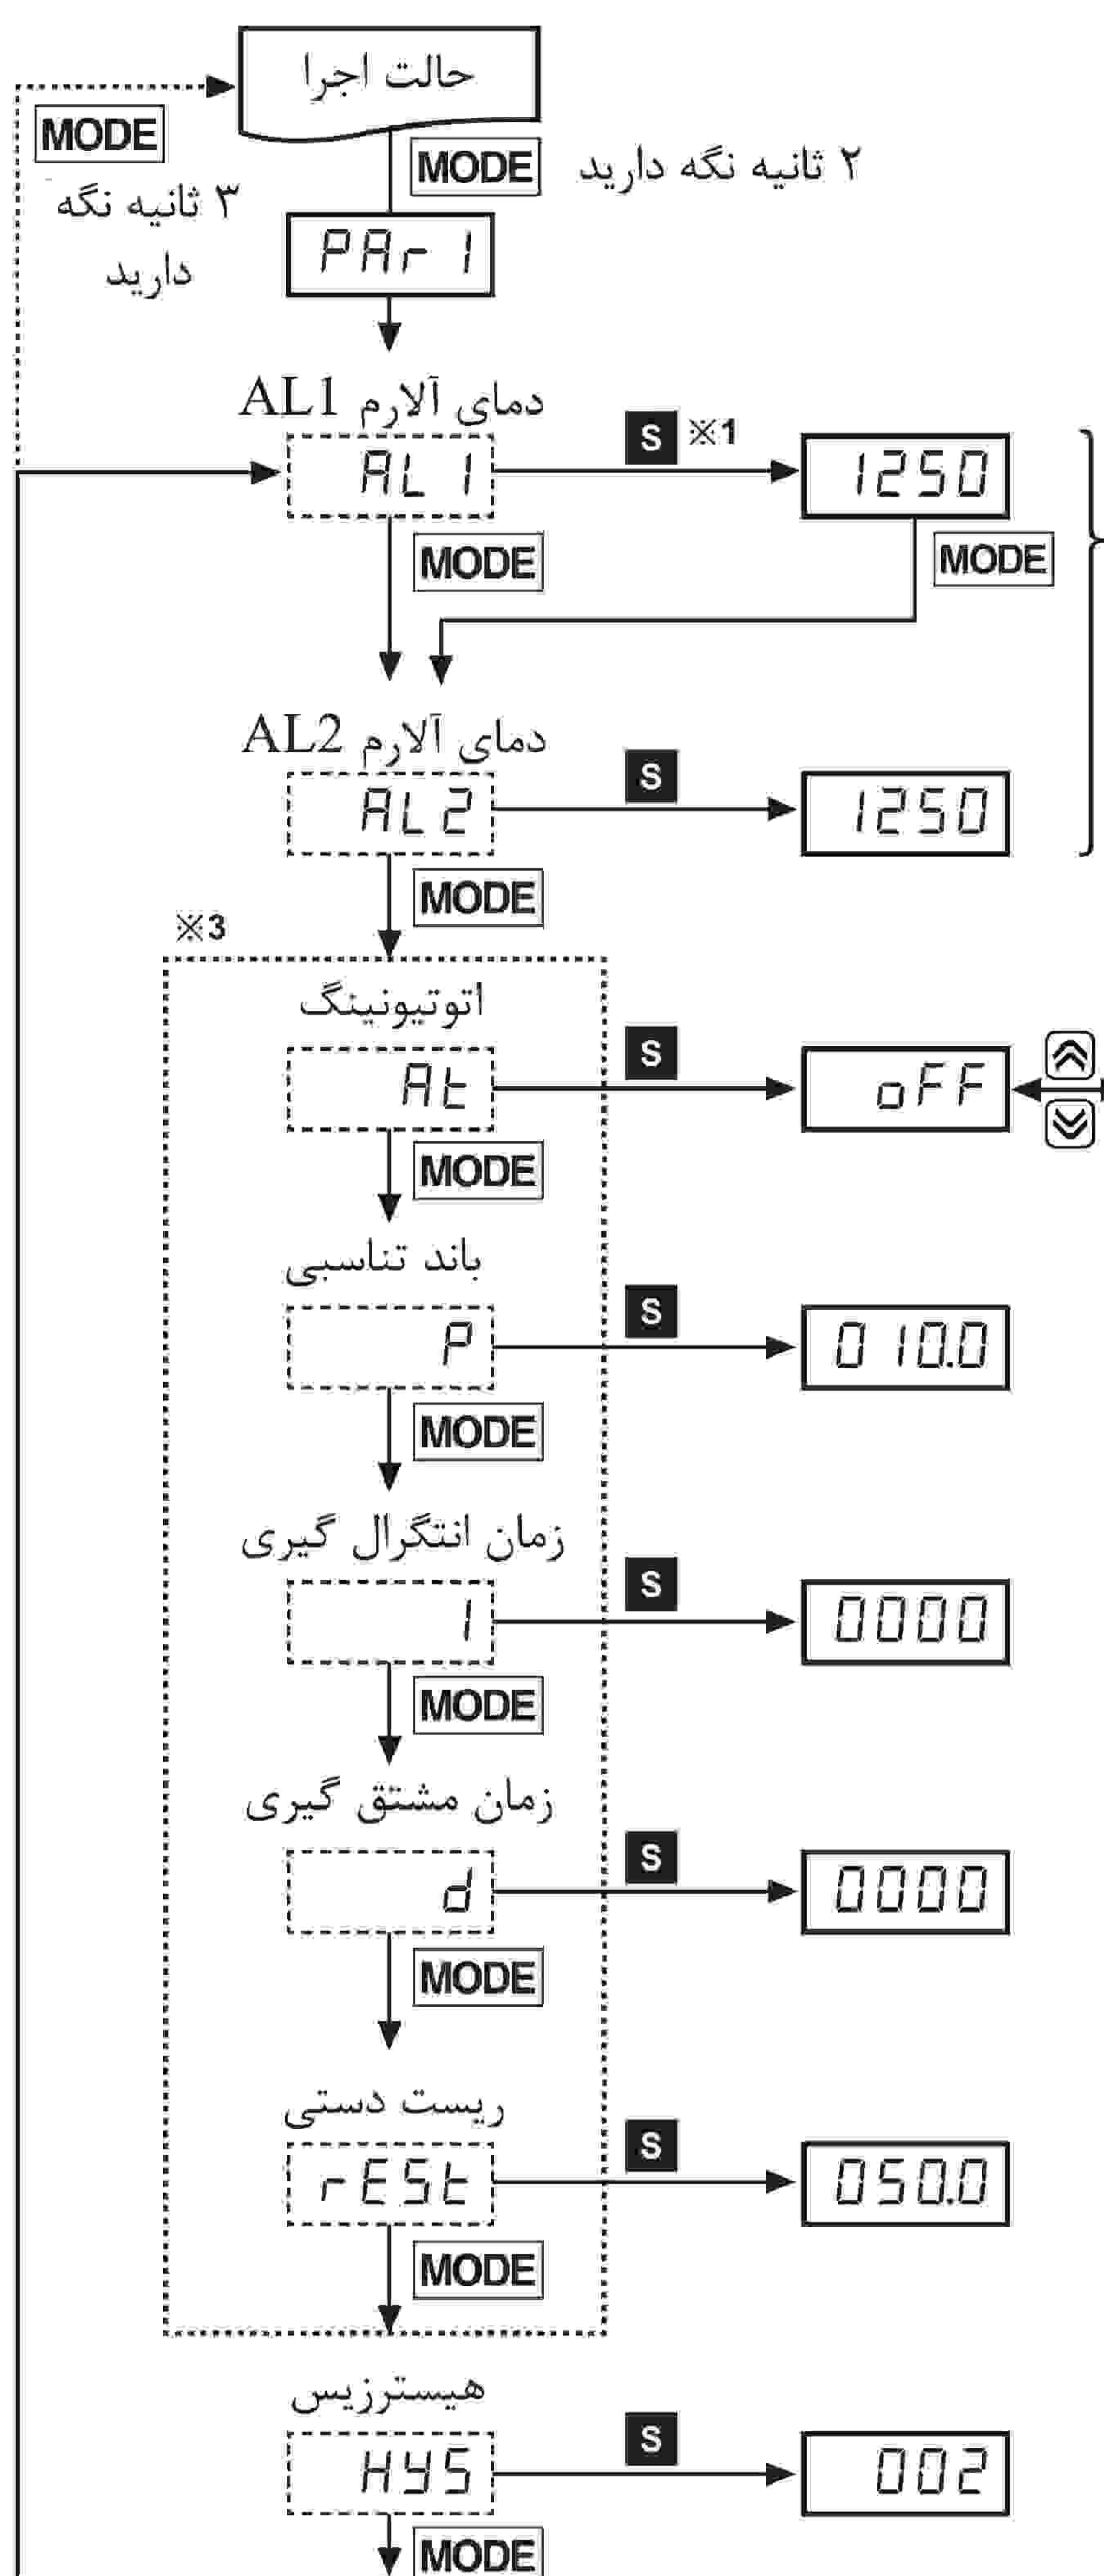 حالت اجرا
MODE
MODE
۲ ثانیه نگه دارید
۳ ثانیه نگه
دارید
PAr 1
دمای آلارم AL1
AL 1
S ※1
1250
MODE
MODE
دمای آلارم AL2
AL2
S
1250
MODE
※3
اتوتیونینگ
At
S
oFF
MODE
باند تناسبی
P
S
010.0
MODE
زمان انتگرال گیری
I
S
0000
MODE
زمان مشتق گیری
d
S
0000
MODE
ریست دستی
rESt
S
050.0
MODE
هیسترزیس
HYS
S
002
MODE